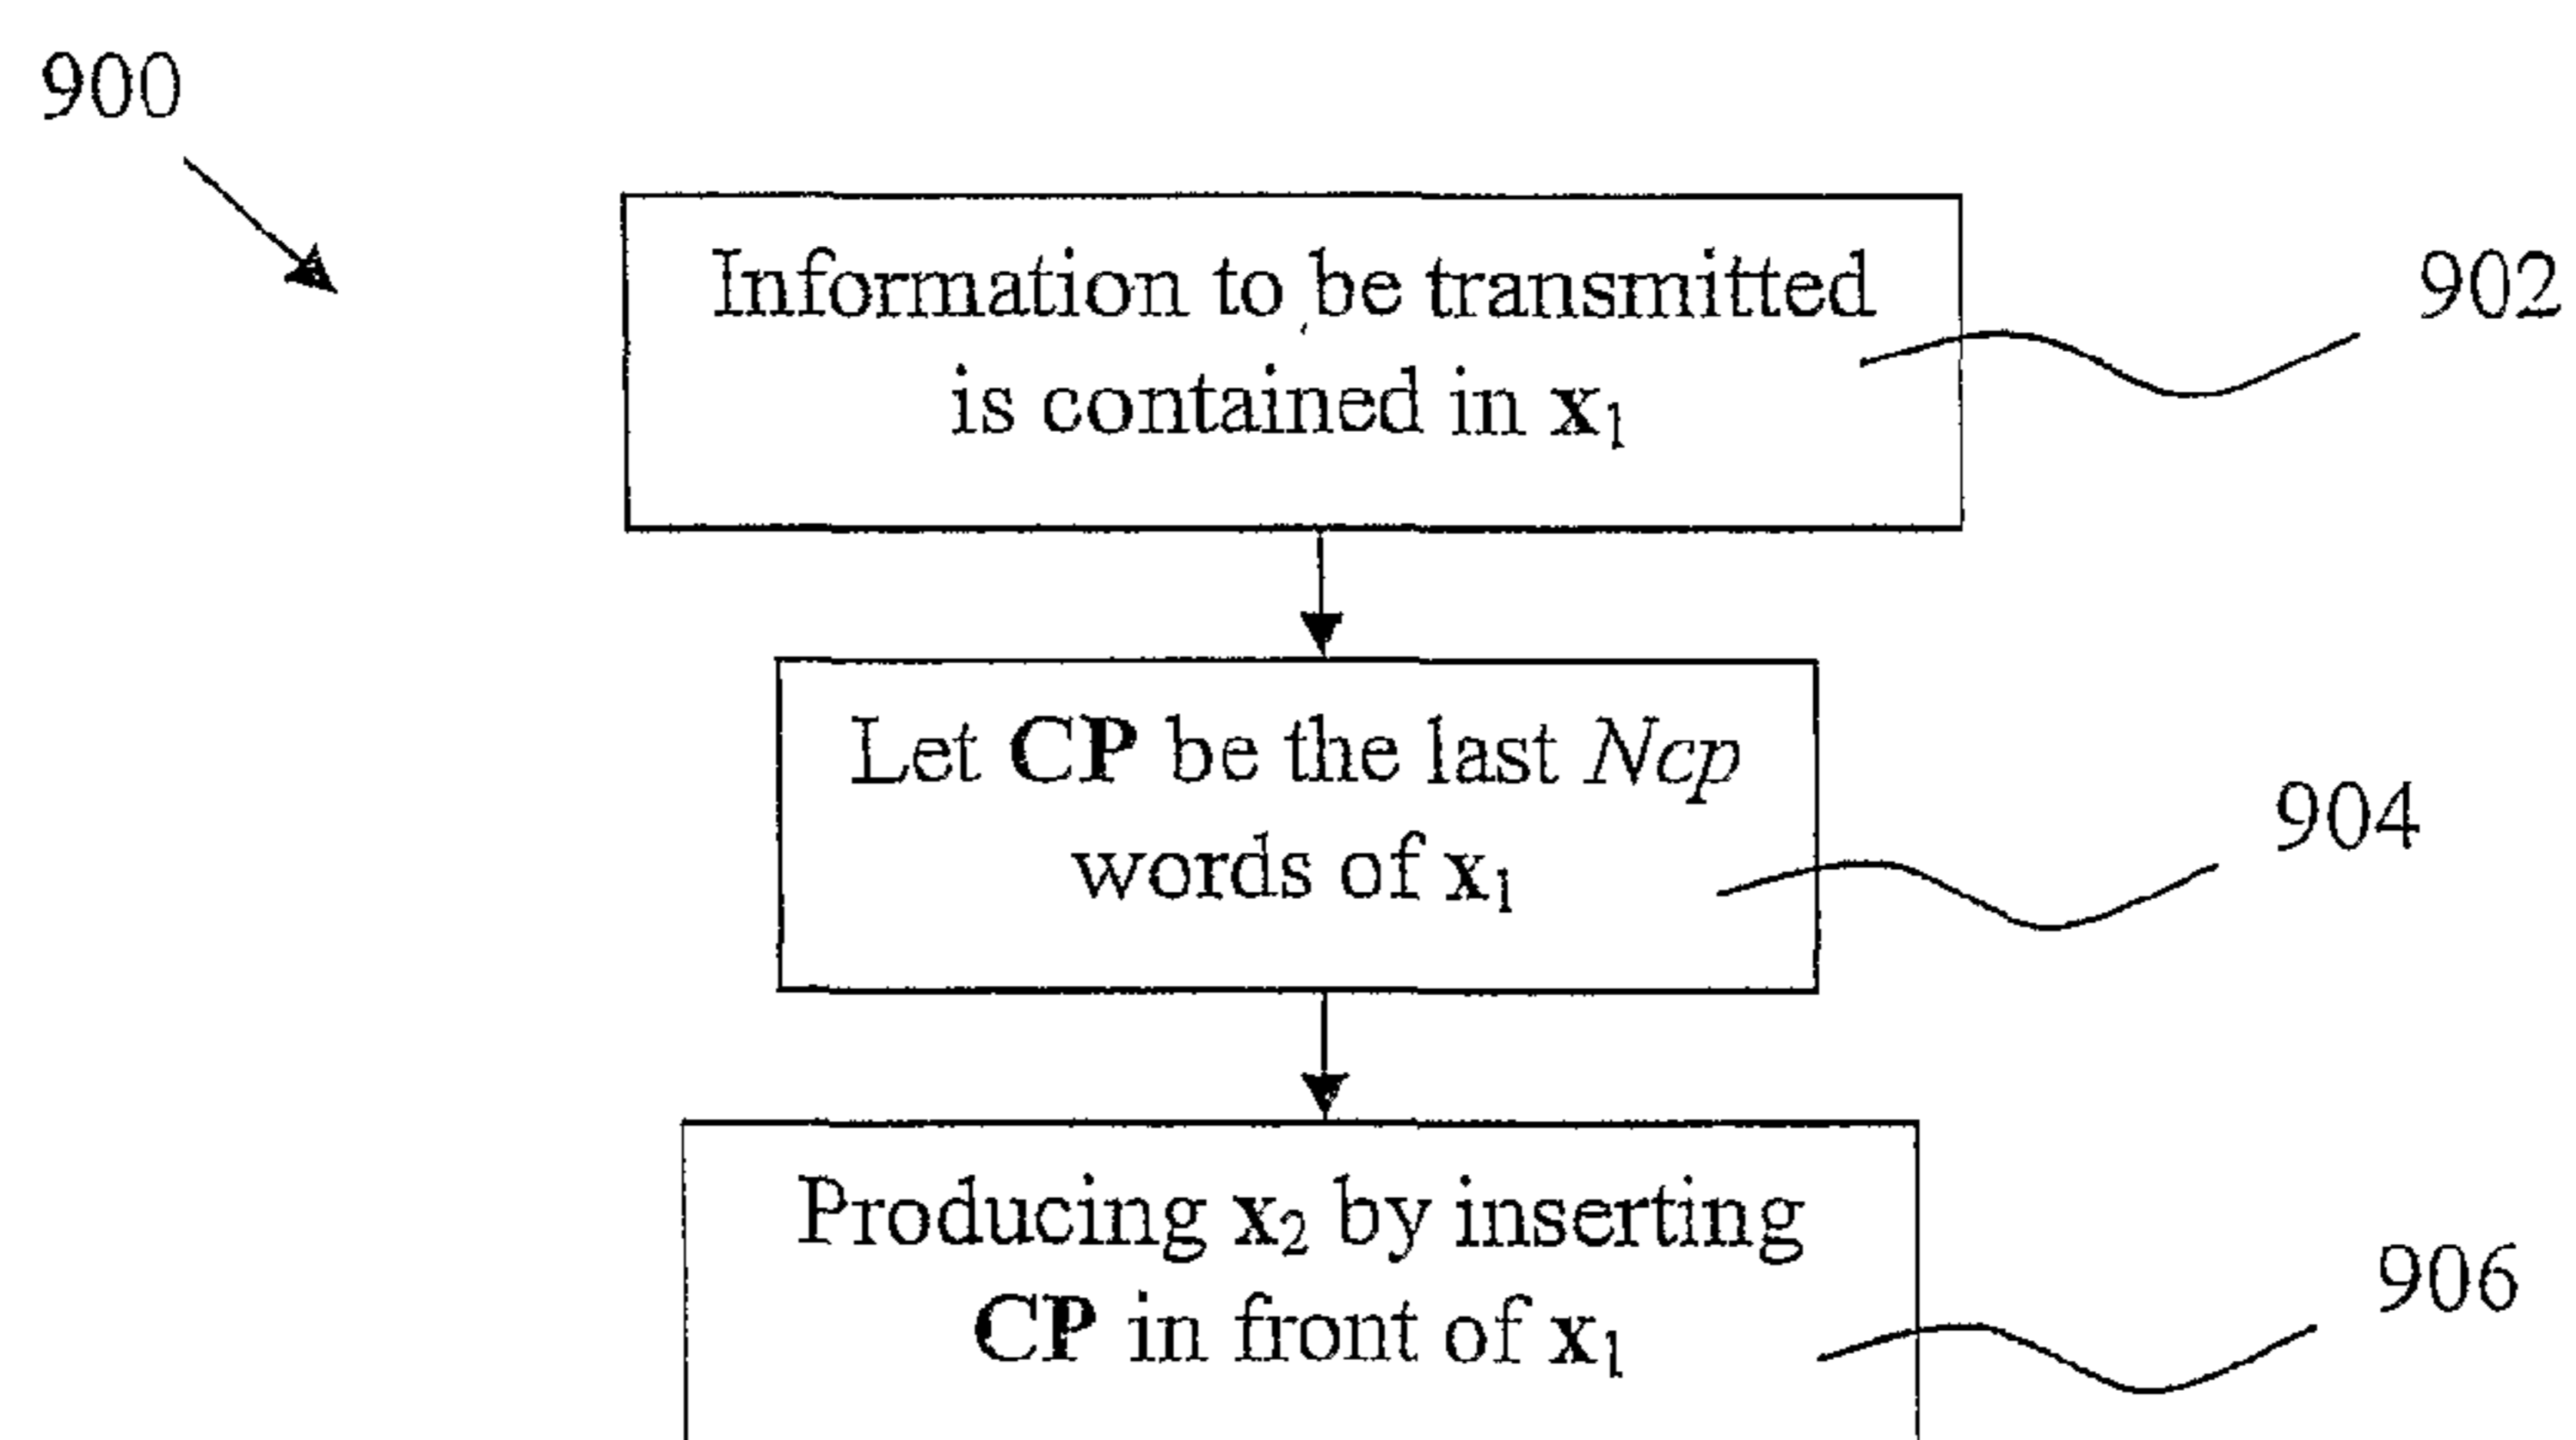 900
Information to be transmitted
is contained in x₁
902
Let CP be the last Ncp
words of x₁
904
Producing x₂ by inserting
CP in front of x₁
906